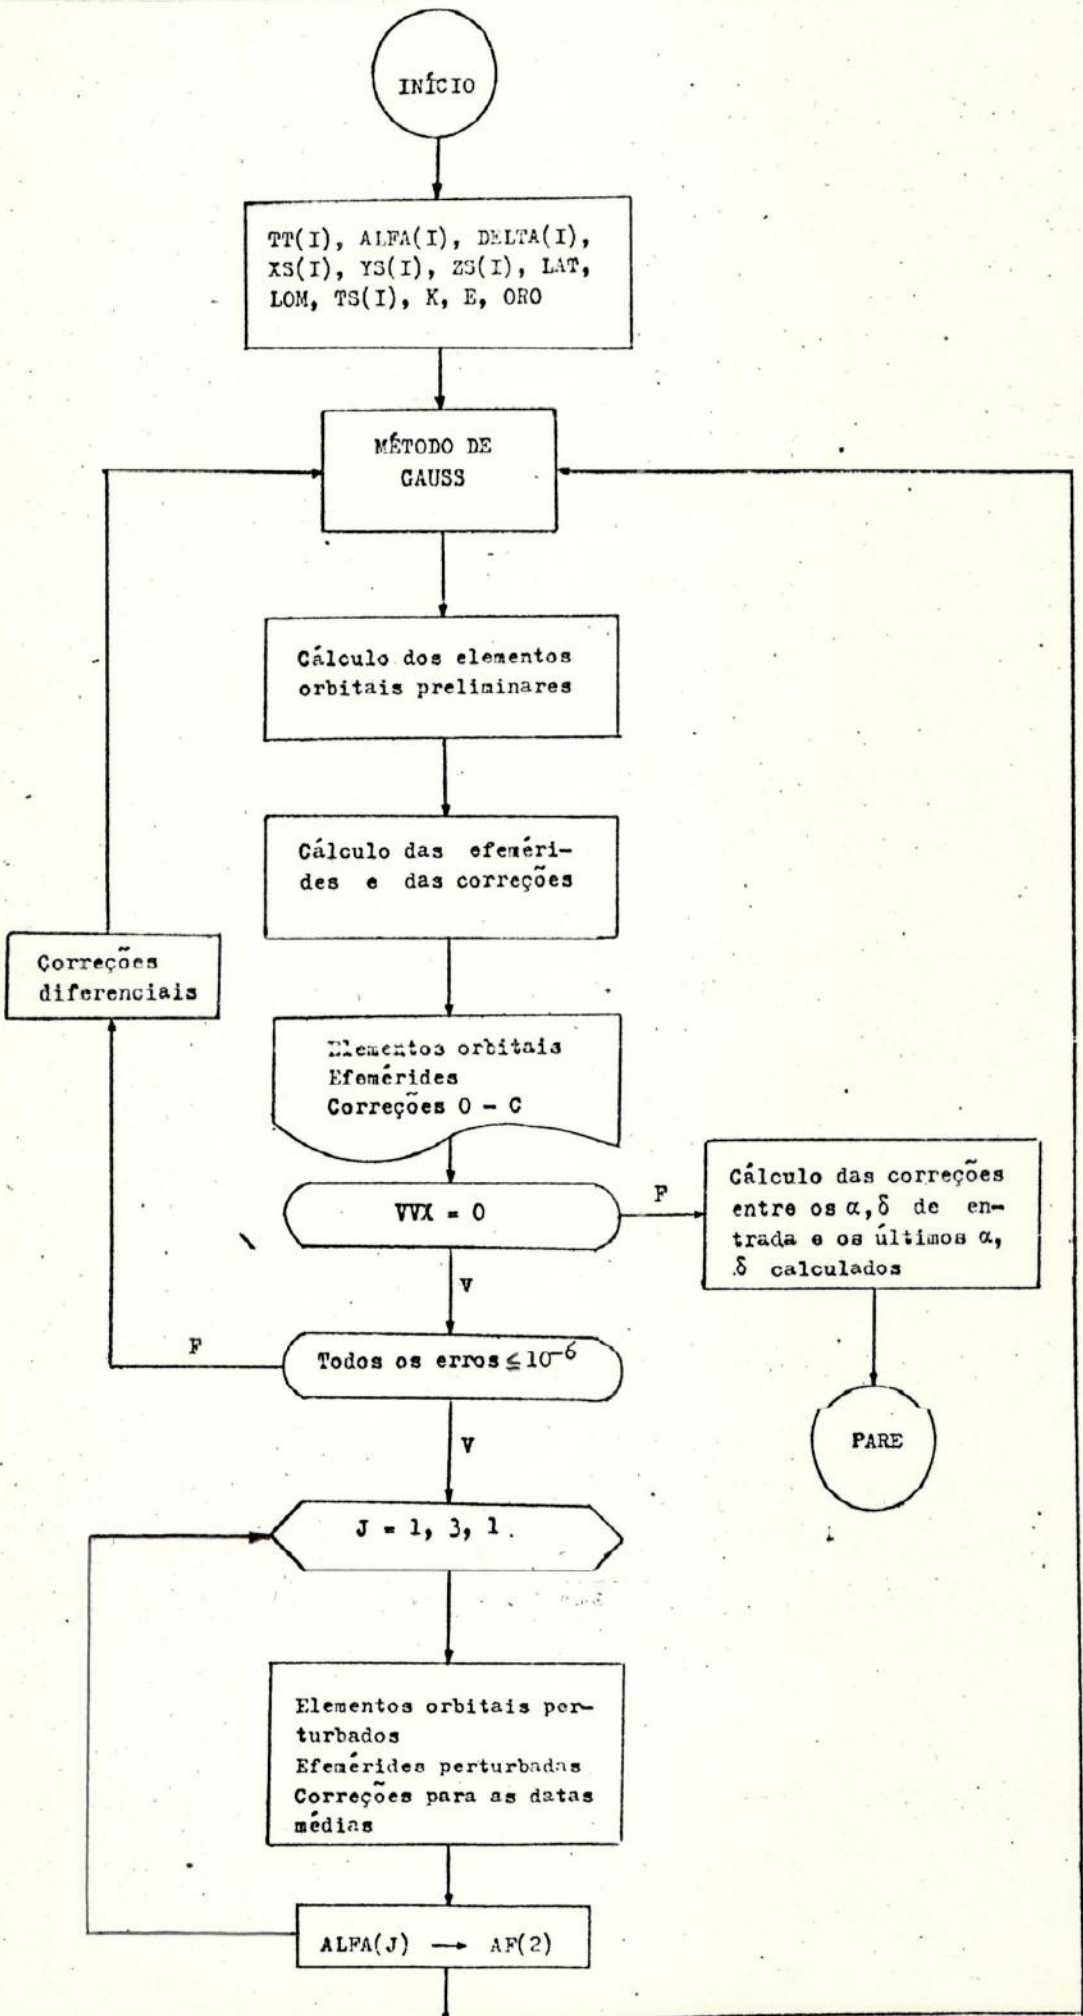 INÍCIO
TT(I), ALFA(I), DELTA(I),
XS(I), YS(I), ZS(I), LAT,
LOM, TS(I), K, E, ORO
MÉTODO DE
GAUSS
Cálculo dos elementos
orbitais preliminares
Cálculo das efeméri-
des e das correções
Correções
diferenciais
Elementos orbitais
Efemérides
Correções O - C
VVX = 0
F
Cálculo das correções
entre os α,δ de en-
trada e os últimos α,
δ calculados
V
F
Todos os erros ≤ 10⁻⁶
PARE
V
J = 1, 3, 1.
Elementos orbitais per-
turbados
Efemérides perturbadas
Correções para as datas
médias
ALFA(J) → AF(2)